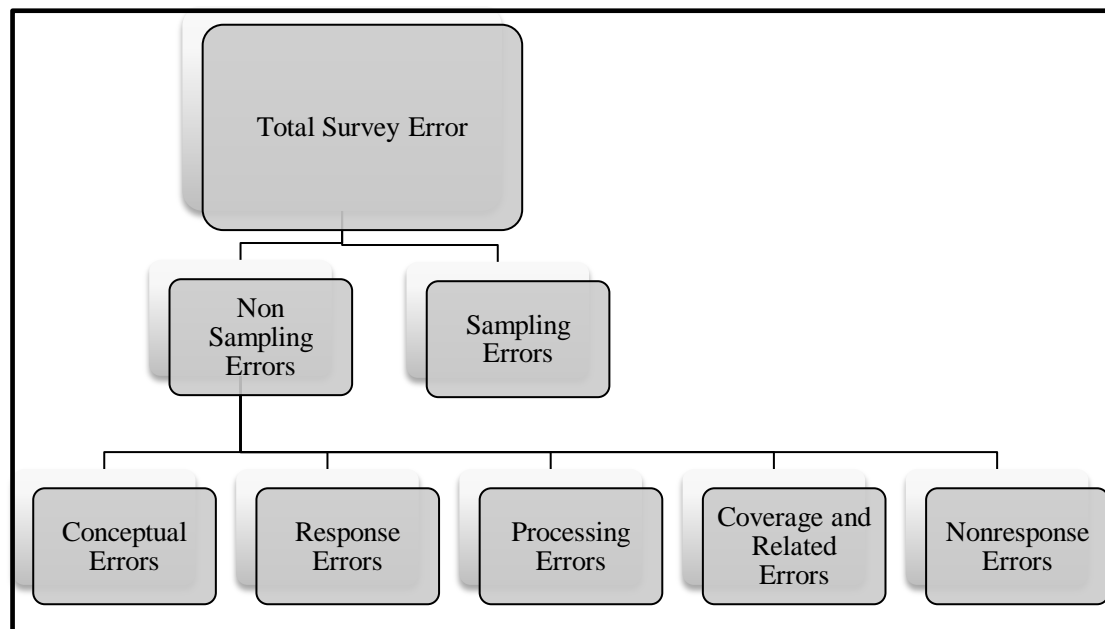 Total Survey Error
Non
Sampling
Errors
Sampling
Errors
Conceptual
Errors
Response
Errors
Processing
Errors
Coverage and
Related
Errors
Nonresponse
Errors